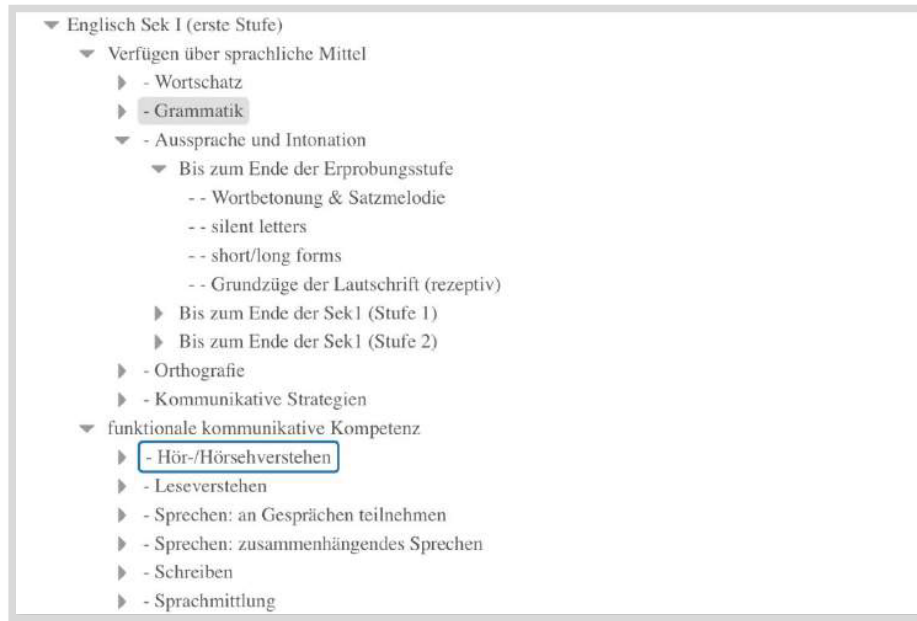 Englisch Sek I (erste Stufe)
Verfügen über sprachliche Mittel
- Wortschatz
- Grammatik
- Aussprache und Intonation
Bis zum Ende der Erprobungsstufe
- - Wortbetonung & Satzmelodie
- - silent letters
- - short/long forms
- - Grundzüge der Lautschrift (rezeptiv)
Bis zum Ende der Sek1 (Stufe 1)
Bis zum Ende der Sek1 (Stufe 2)
- Orthografie
- Kommunikative Strategien
funktionale kommunikative Kompetenz
- Hör-/Hörsehverstehen
- Leseverstehen
- Sprechen: an Gesprächen teilnehmen
- Sprechen: zusammenhängendes Sprechen
- Schreiben
- Sprachmittlung